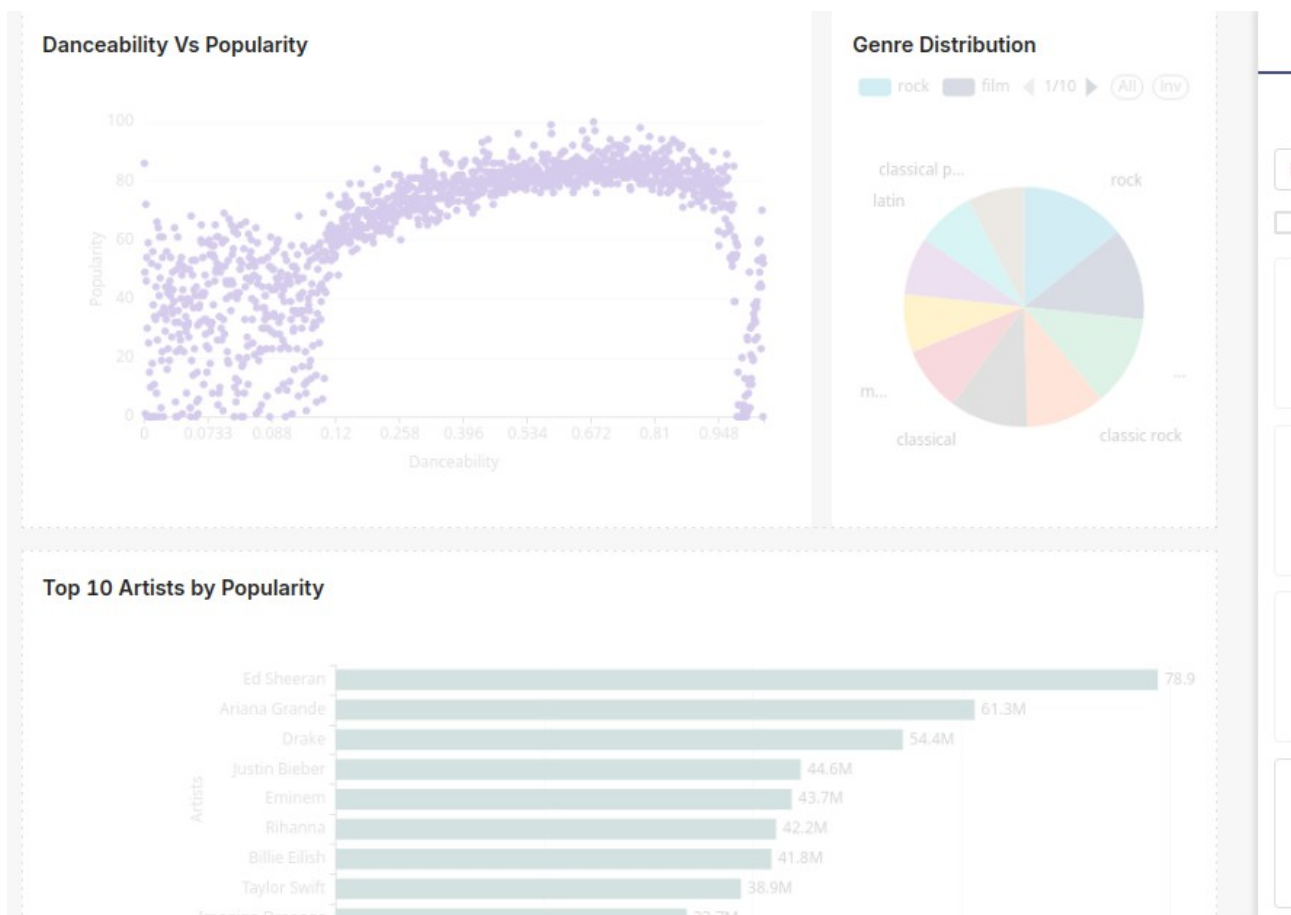 Danceability Vs Popularity
100
80
60
40
20
0
Popularity
0 0.0733 0.088 0.12 0.258 0.396 0.534 0.672 0.81 0.948
Danceability
Genre Distribution
rock film 1/10 All Inv
classical p...
rock
latin
...
m...
classical
classic rock
Top 10 Artists by Popularity
Artists
Ed Sheeran 78.9
Ariana Grande 61.3M
Drake 54.4M
Justin Bieber 44.6M
Eminem 43.7M
Rihanna 42.2M
Billie Eilish 41.8M
Taylor Swift 38.9M